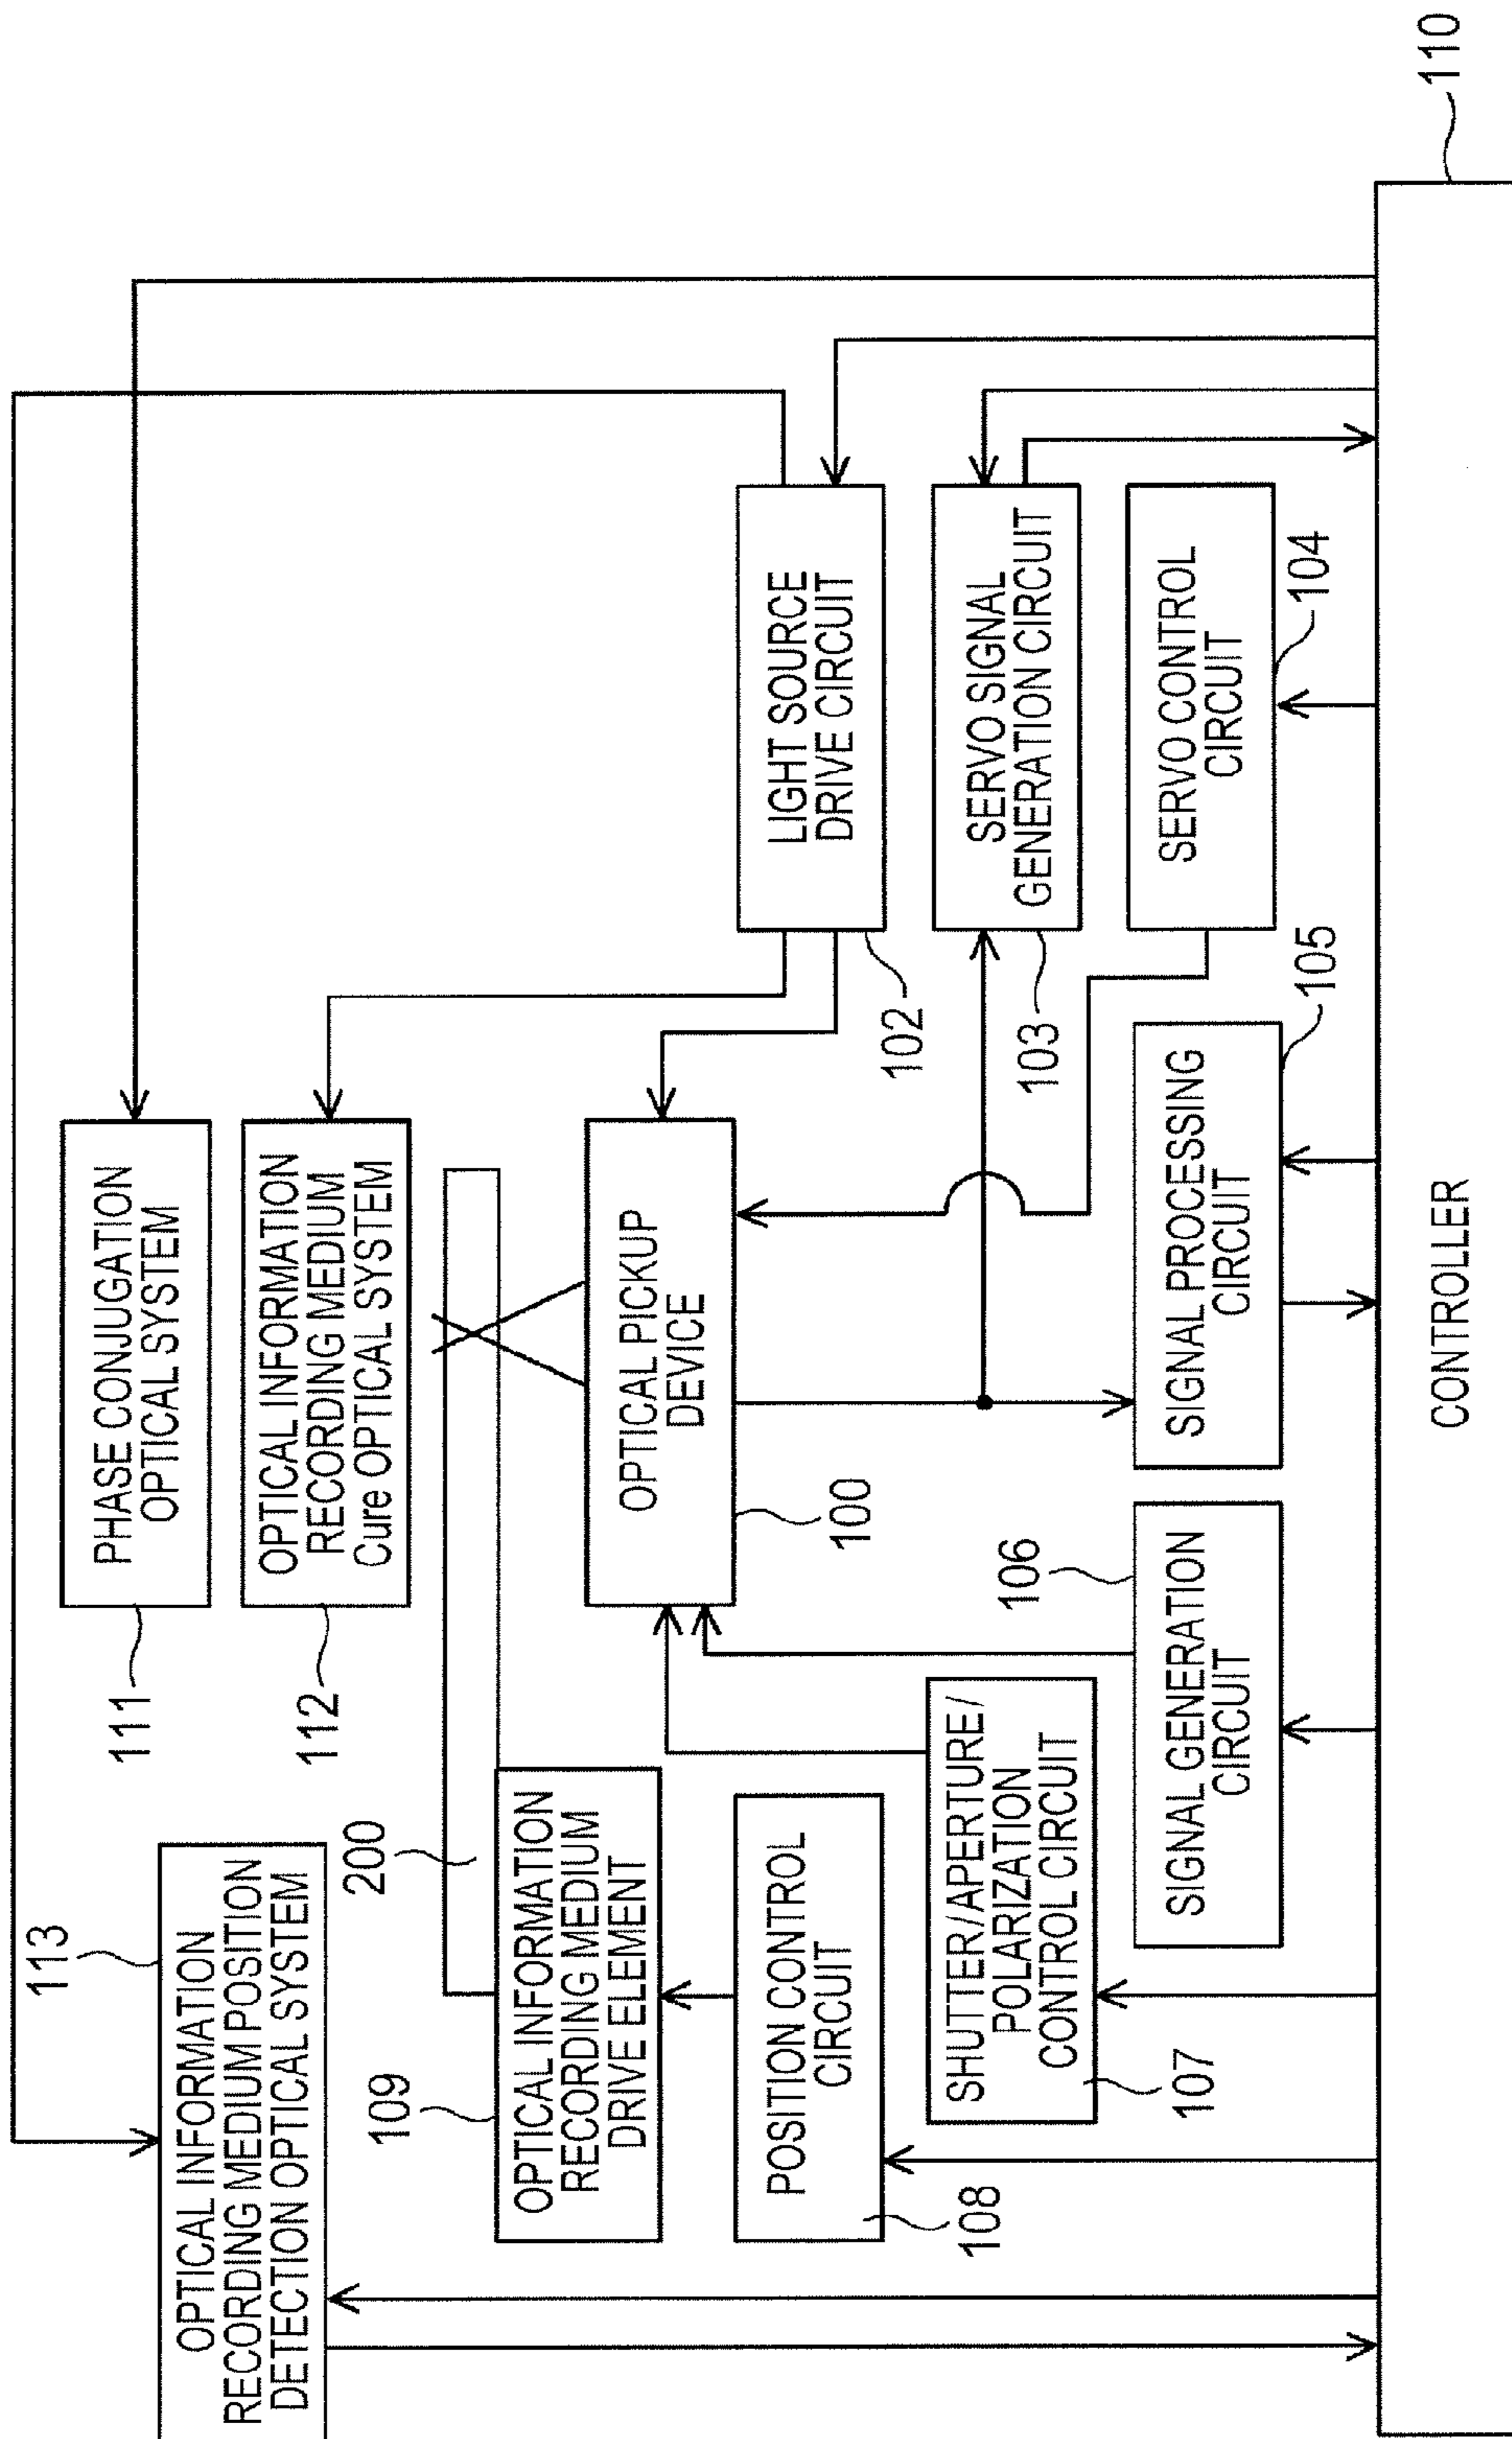 113
OPTICAL INFORMATION
RECORDING MEDIUM POSITION
DETECTION OPTICAL SYSTEM
111
PHASE CONJUGATION
OPTICAL SYSTEM
112
OPTICAL INFORMATION
RECORDING MEDIUM
Cure OPTICAL SYSTEM
200
109
OPTICAL INFORMATION
RECORDING MEDIUM
DRIVE ELEMENT
OPTICAL PICKUP
DEVICE
100
LIGHT SOURCE
DRIVE CIRCUIT
102
POSITION CONTROL
CIRCUIT
108
SHUTTER/APERTURE/
POLARIZATION
CONTROL CIRCUIT
107
SERVO SIGNAL
GENERATION CIRCUIT
103
106
SIGNAL GENERATION
CIRCUIT
SIGNAL PROCESSING
CIRCUIT
105
SERVO CONTROL
CIRCUIT
104
CONTROLLER
110